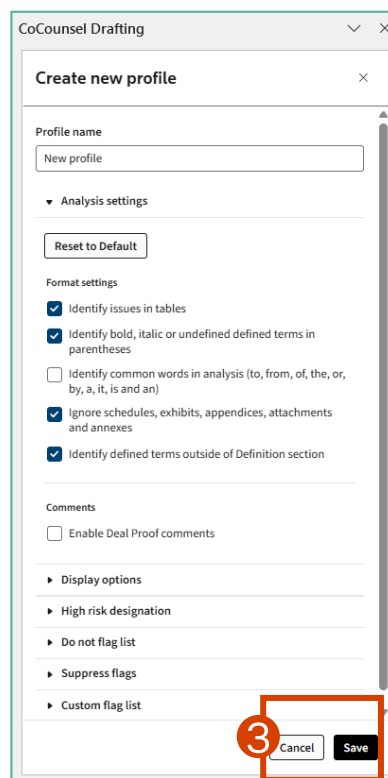 CoCounsel Drafting
Create new profile
Profile name
New profile
Analysis settings
Reset to Default
Format settings
Identify issues in tables
Identify bold, italic or undefined defined terms in
parentheses
Identify common words in analysis (to, from, of, the, or,
by, a, it, is and an)
Ignore schedules, exhibits, appendices, attachments
and annexes
Identify defined terms outside of Definition section
Comments
Enable Deal Proof comments
Display options
High risk designation
Do not flag list
Suppress flags
Custom flag list
3
Cancel Save